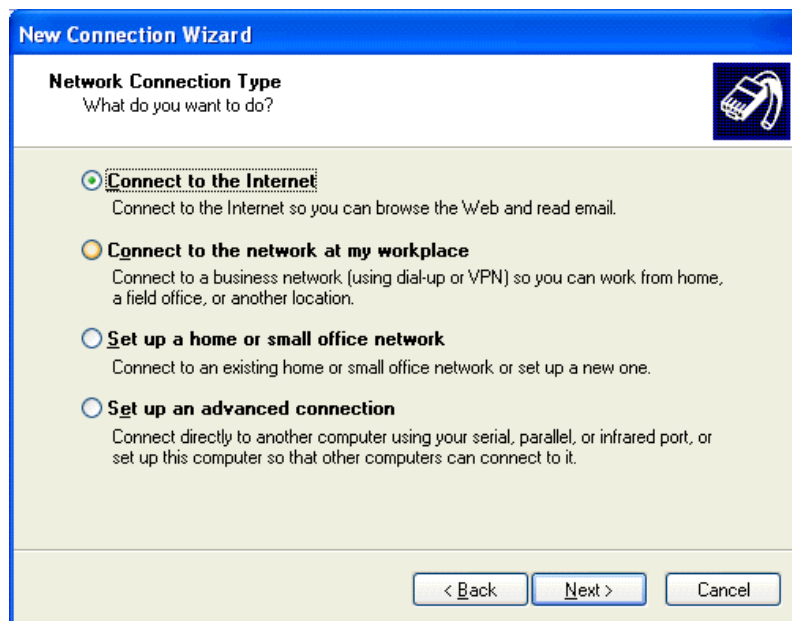 New Connection Wizard
Network Connection Type
What do you want to do?
Connect to the Internet
Connect to the Internet so you can browse the Web and read email.
Connect to the network at my workplace
Connect to a business network (using dial-up or VPN) so you can work from home,
a field office, or another location.
Set up a home or small office network
Connect to an existing home or small office network or set up a new one.
Set up an advanced connection
Connect directly to another computer using your serial, parallel, or infrared port, or
set up this computer so that other computers can connect to it.
< Back Next > Cancel